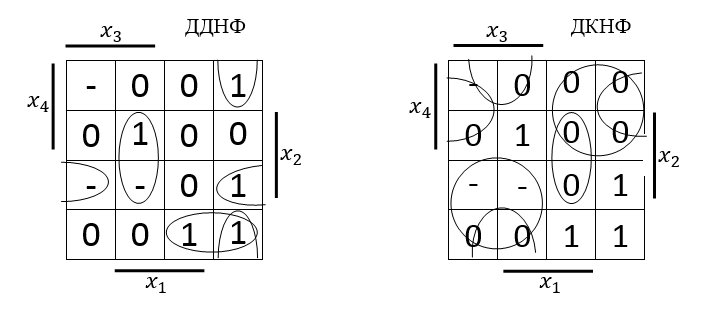 x₃ ДДНФ
x₄
- 0 0 1
0 1 0 0
- - 0 1
0 0 1 1
x₂
x₁
x₃ ДКНФ
x₄
- 0 0 0
0 1 0 0
- - 0 1
0 0 1 1
x₂
x₁